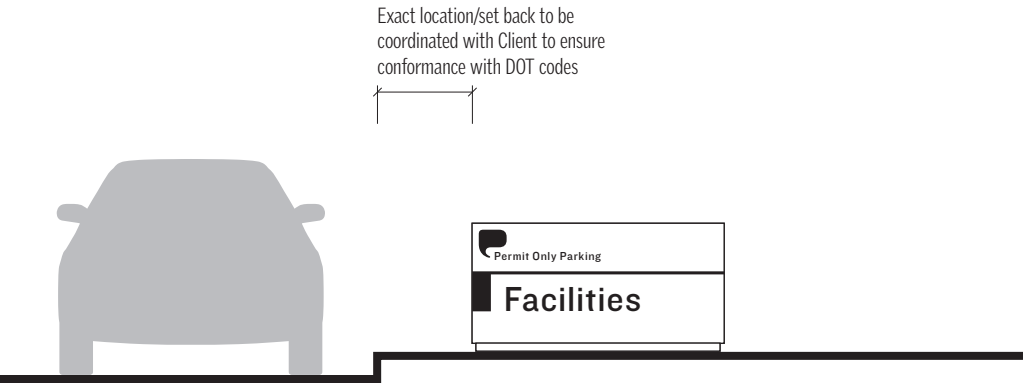 Exact location/set back to be
coordinated with Client to ensure
conformance with DOT codes
Permit Only Parking
Facilities